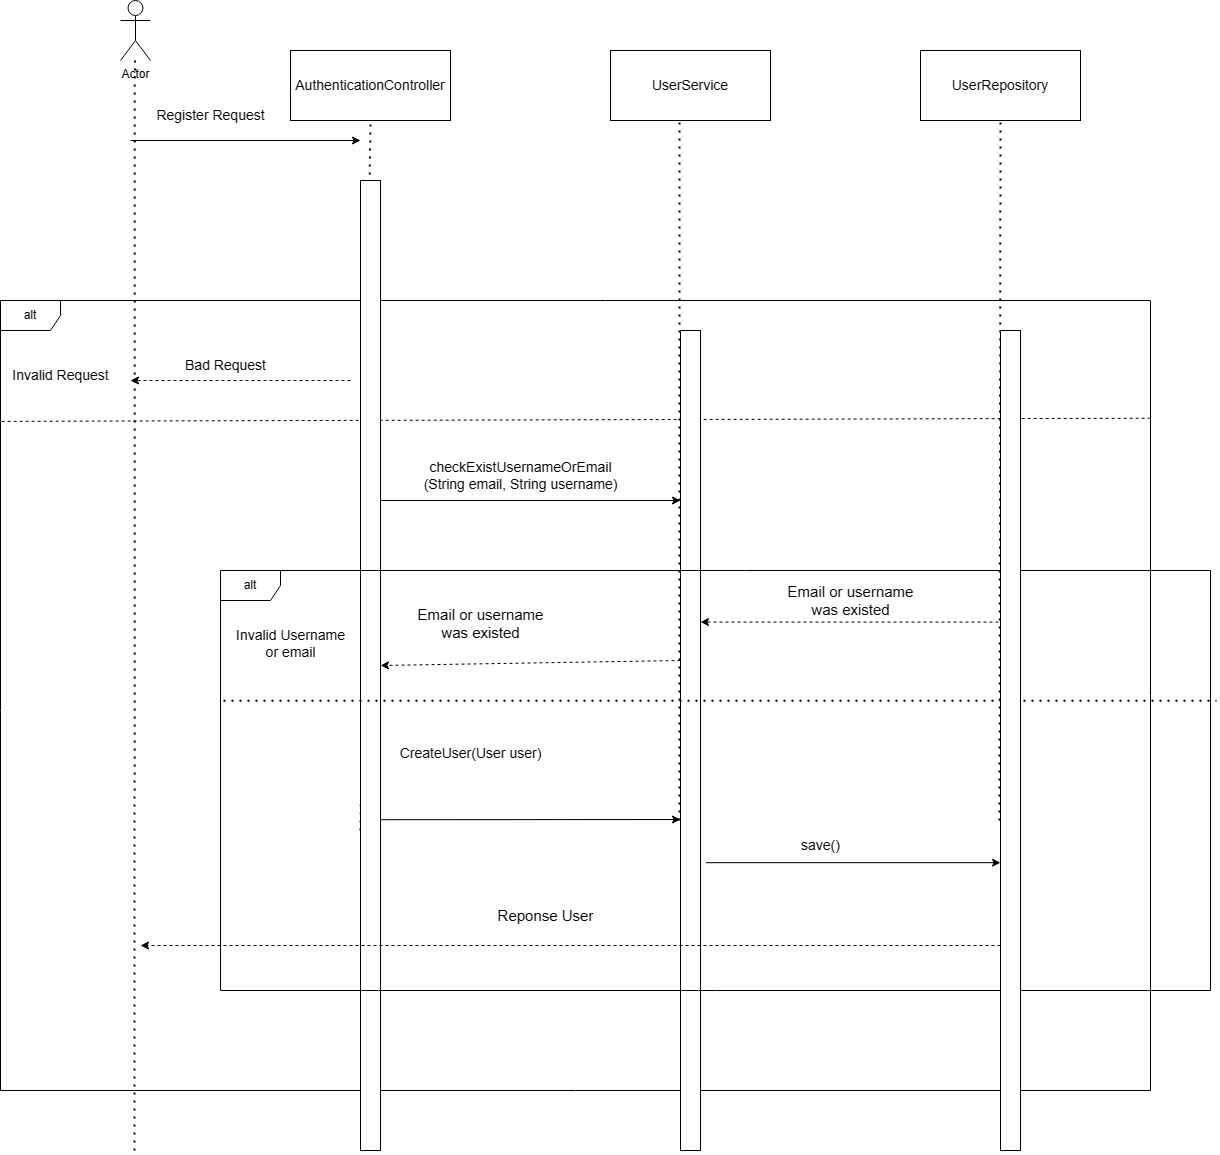 Actor
AuthenticationController
UserService
UserRepository
Register Request
alt
Bad Request
Invalid Request
checkExistUsernameOrEmail
(String email, String username)
alt
Email or username
was existed
Email or username
was existed
Invalid Username
or email
CreateUser(User user)
save()
Reponse User